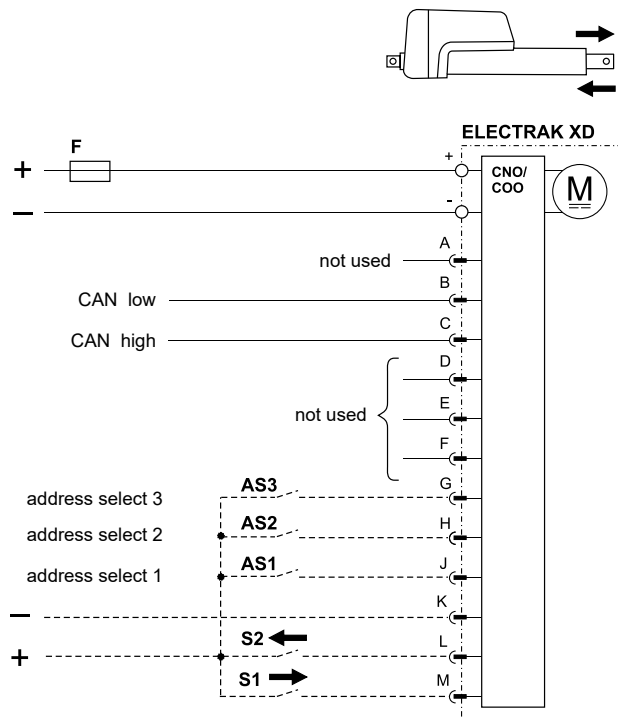 ELECTRAK XD
F
+
+
CNO/
COO
M
-
–
A
not used
B
CAN low
C
CAN high
D
E
not used
F
AS3
G
address select 3
AS2
H
address select 2
AS1
J
address select 1
K
–
S2
L
+
S1
M